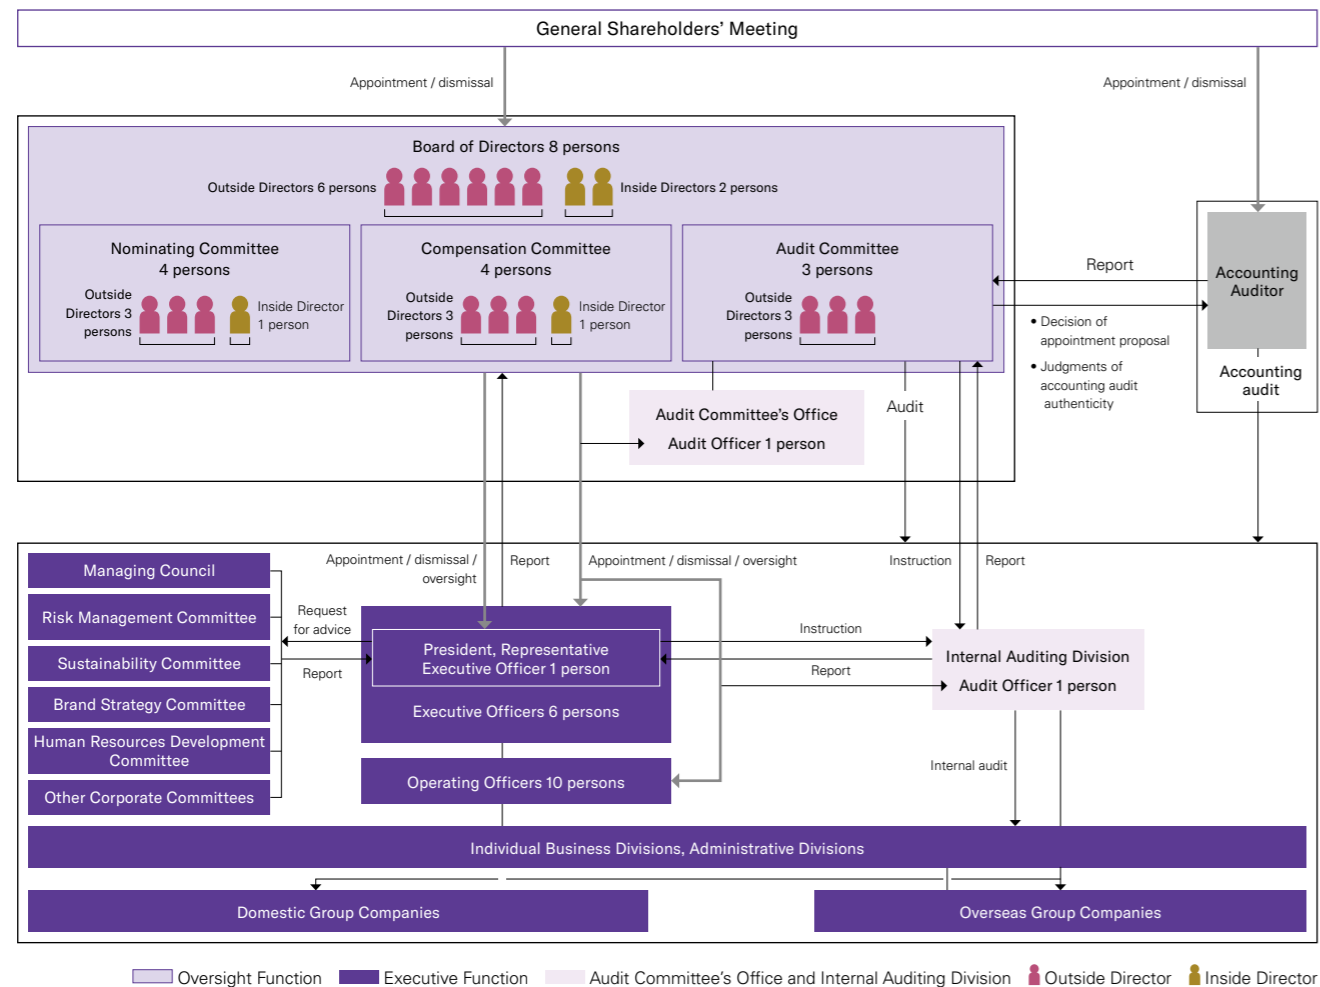 General Shareholders' Meeting
Appointment / dismissal
Appointment / dismissal
Board of Directors 8 persons
Outside Directors 6 persons
Inside Directors 2 persons
Nominating Committee
4 persons
Outside
Directors 3
persons
Inside Director
1 person
Compensation Committee
4 persons
Outside
Directors 3
persons
Inside Director
1 person
Audit Committee
3 persons
Outside
Directors 3
persons
Report
• Decision of
appointment proposal
• Judgments of
accounting audit
authenticity
Accounting
Auditor
Accounting
audit
Audit Committee's Office
Audit Officer 1 person
Audit
Appointment / dismissal /
oversight
Report
Appointment / dismissal / oversight
Instruction
Report
Managing Council
Risk Management Committee
Sustainability Committee
Brand Strategy Committee
Human Resources Development
Committee
Other Corporate Committees
Request
for advice
Report
President, Representative
Executive Officer 1 person
Executive Officers 6 persons
Operating Officers 10 persons
Instruction
Report
Internal Auditing Division
Audit Officer 1 person
Internal audit
Individual Business Divisions, Administrative Divisions
Domestic Group Companies
Overseas Group Companies
Oversight Function
Executive Function
Audit Committee's Office and Internal Auditing Division
Outside Director
Inside Director